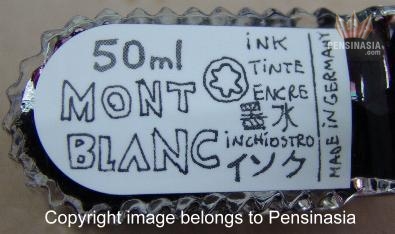 PENSINASIA.COM
50ml
MONT
BLANC
INK
TINTE
ENCRE
墨水
INCHIOSTRO
インク
MADE IN GERMANY
Copyright image belongs to Pensinasia